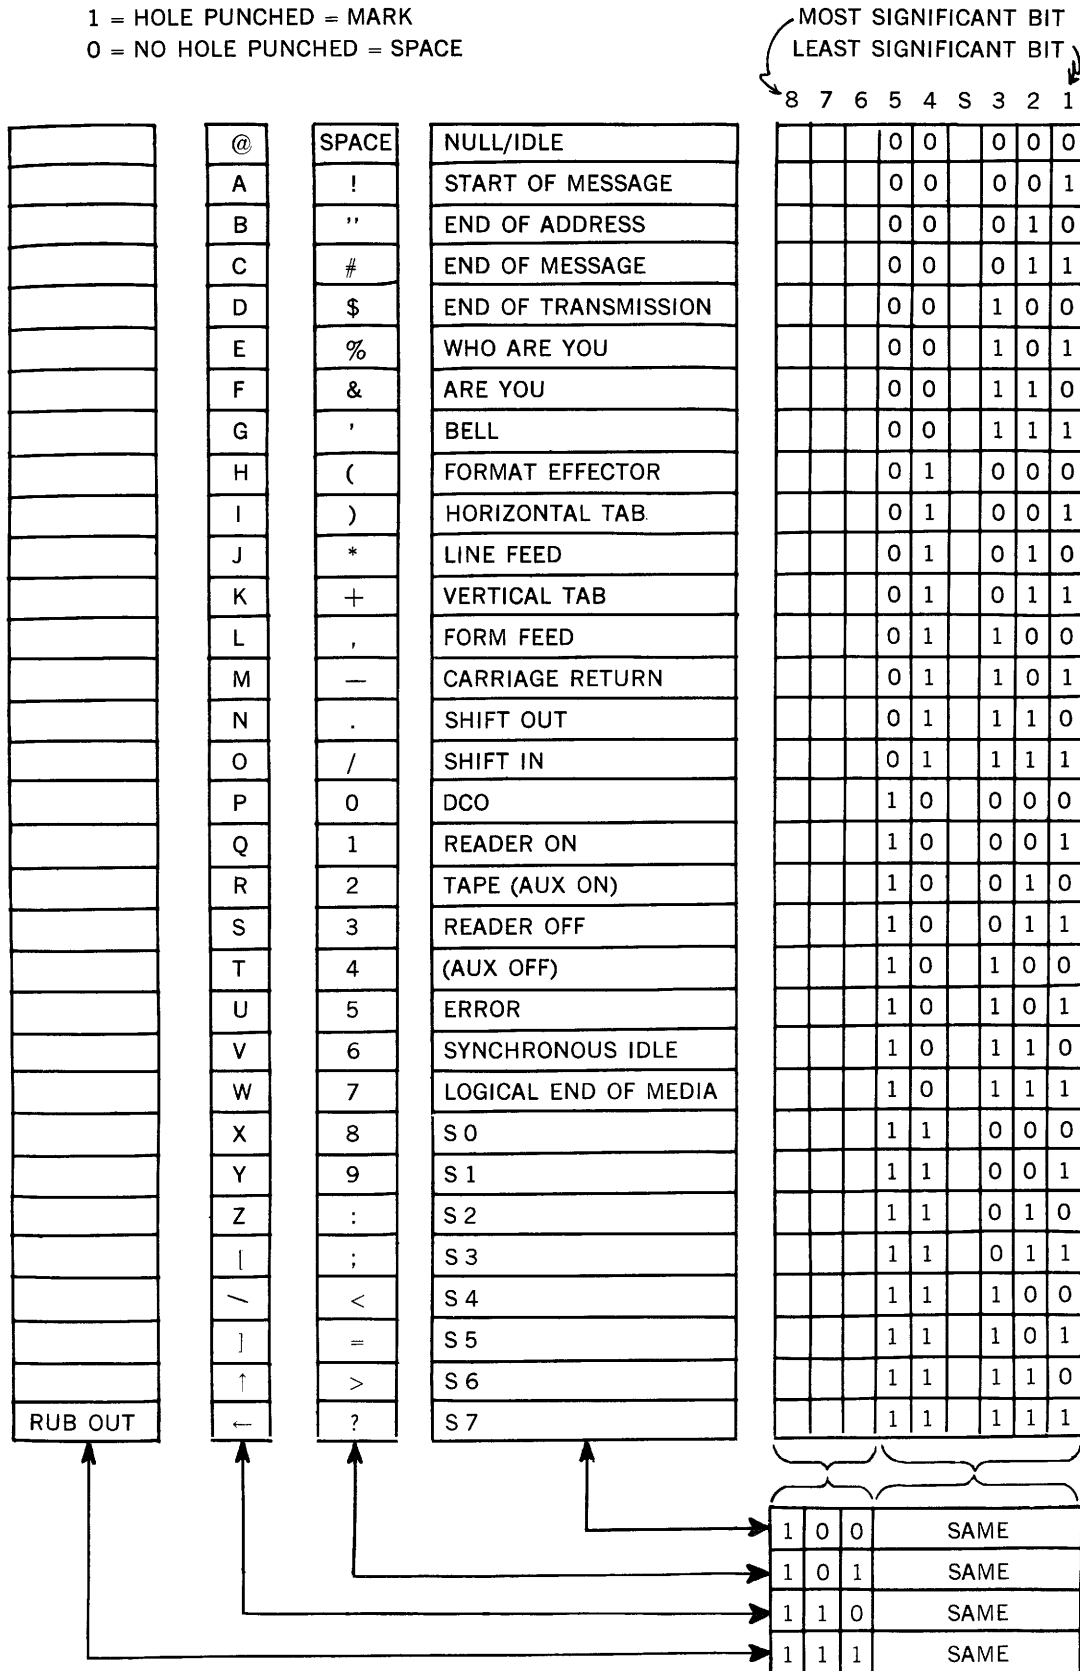 1 = HOLE PUNCHED = MARK
0 = NO HOLE PUNCHED = SPACE
MOST SIGNIFICANT BIT
LEAST SIGNIFICANT BIT
8 7 6 5 4 S 3 2 1
@ SPACE NULL/IDLE 0 0 0 0 0
A ! START OF MESSAGE 0 0 0 0 1
B '' END OF ADDRESS 0 0 0 1 0
C # END OF MESSAGE 0 0 0 1 1
D $ END OF TRANSMISSION 0 0 1 0 0
E % WHO ARE YOU 0 0 1 0 1
F & ARE YOU 0 0 1 1 0
G ' BELL 0 0 1 1 1
H ( FORMAT EFFECTOR 0 1 0 0 0
I ) HORIZONTAL TAB 0 1 0 0 1
J * LINE FEED 0 1 0 1 0
K + VERTICAL TAB 0 1 0 1 1
L , FORM FEED 0 1 1 0 0
M — CARRIAGE RETURN 0 1 1 0 1
N . SHIFT OUT 0 1 1 1 0
O / SHIFT IN 0 1 1 1 1
P 0 DCO 1 0 0 0 0
Q 1 READER ON 1 0 0 0 1
R 2 TAPE (AUX ON) 1 0 0 1 0
S 3 READER OFF 1 0 0 1 1
T 4 (AUX OFF) 1 0 1 0 0
U 5 ERROR 1 0 1 0 1
V 6 SYNCHRONOUS IDLE 1 0 1 1 0
W 7 LOGICAL END OF MEDIA 1 0 1 1 1
X 8 S 0 1 1 0 0 0
Y 9 S 1 1 1 0 0 1
Z : S 2 1 1 0 1 0
[ ; S 3 1 1 0 1 1
\ < S 4 1 1 1 0 0
] = S 5 1 1 1 0 1
↑ > S 6 1 1 1 1 0
RUB OUT ← ? S 7 1 1 1 1 1
1 0 0 SAME
1 0 1 SAME
1 1 0 SAME
1 1 1 SAME